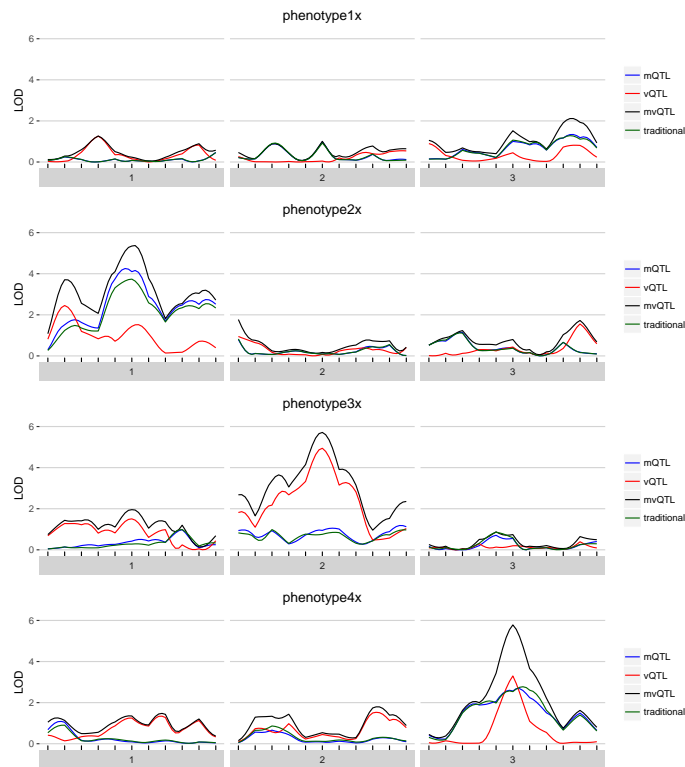 phenotype1x
6
4
2
0
LOD
1
2
3
mQTL
vQTL
mvQTL
traditional
phenotype2x
6
4
2
0
LOD
1
2
3
mQTL
vQTL
mvQTL
traditional
phenotype3x
6
4
2
0
LOD
1
2
3
mQTL
vQTL
mvQTL
traditional
phenotype4x
6
4
2
0
LOD
1
2
3
mQTL
vQTL
mvQTL
traditional